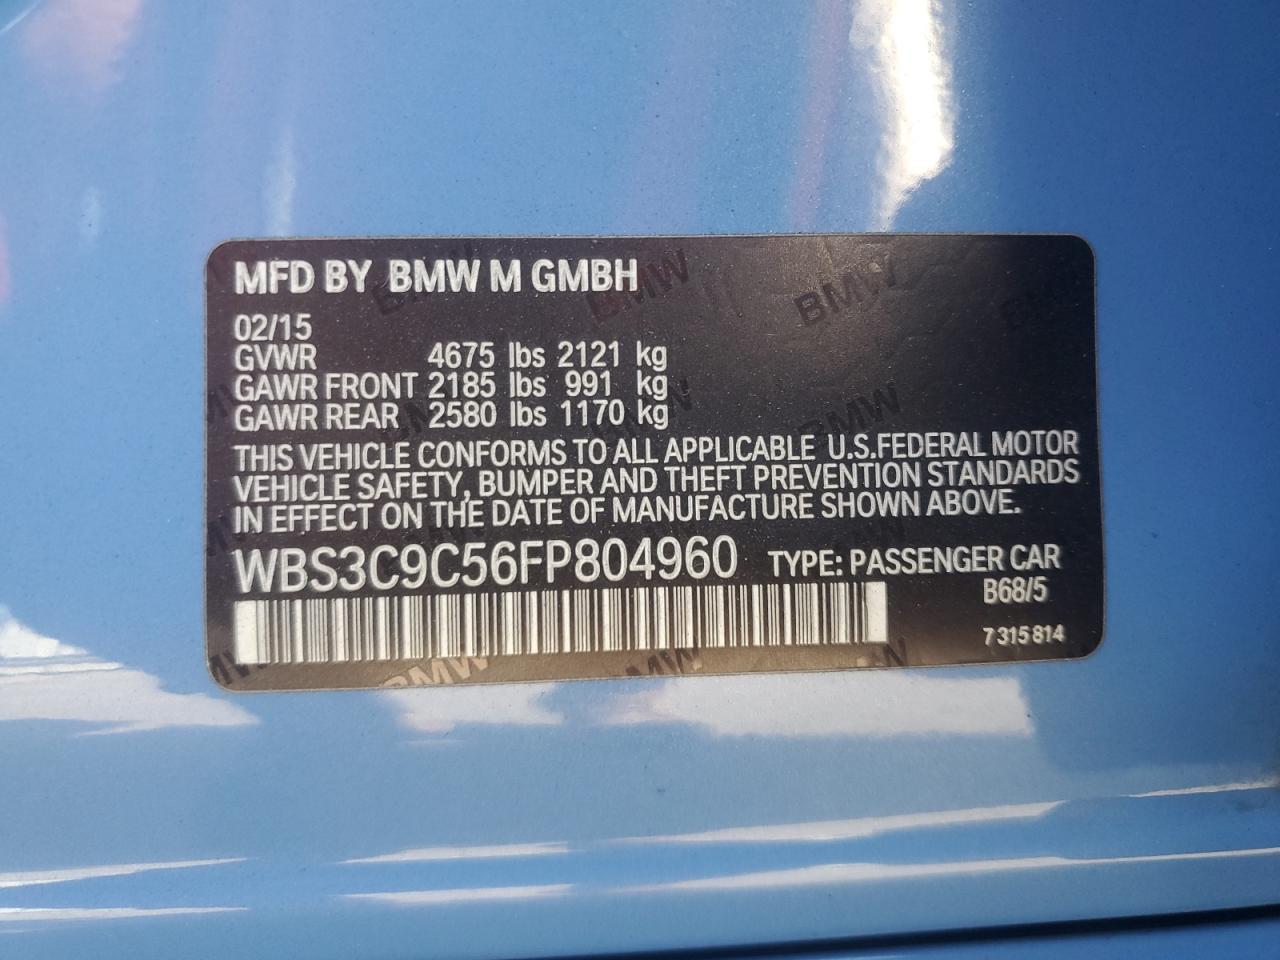 MFD BY BMW M GMBH
02/15
GVWR 4675 lbs 2121 kg
GAWR FRONT 2185 lbs 991 kg
GAWR REAR 2580 lbs 1170 kg
THIS VEHICLE CONFORMS TO ALL APPLICABLE U.S.FEDERAL MOTOR
VEHICLE SAFETY, BUMPER AND THEFT PREVENTION STANDARDS
IN EFFECT ON THE DATE OF MANUFACTURE SHOWN ABOVE.
WBS3C9C56FP804960 TYPE: PASSENGER CAR
B68/5
7 315 814